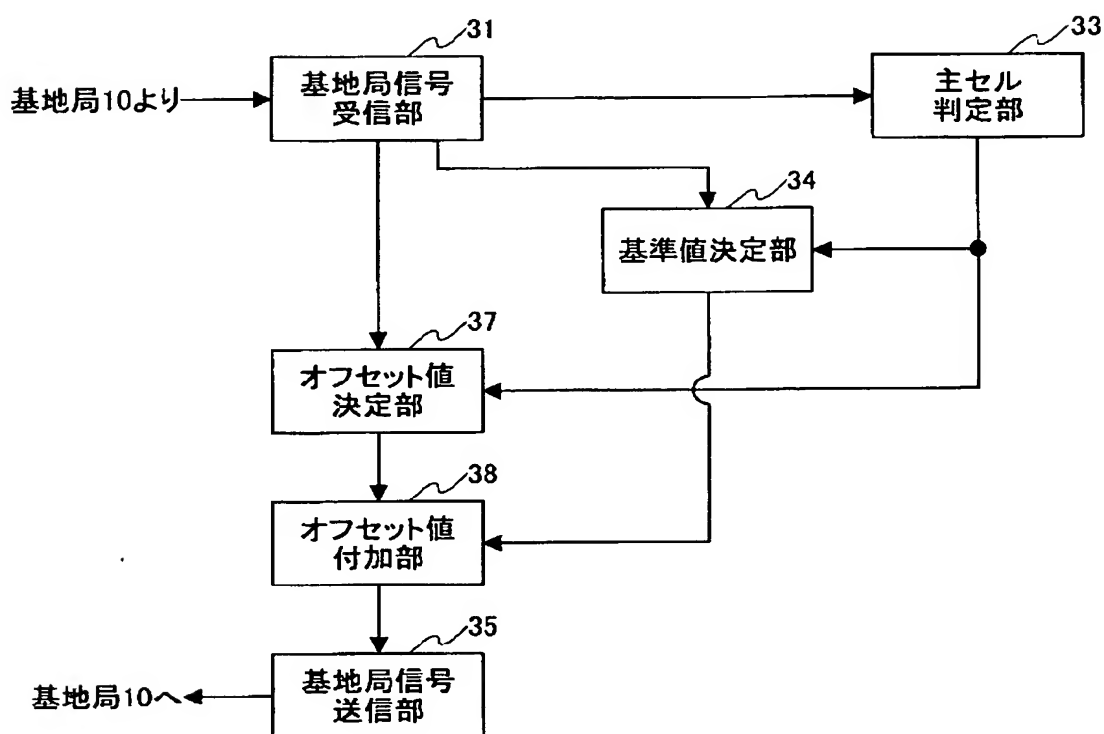 31
33
基地局10より
基地局信号
受信部
主セル
判定部
34
基準値決定部
37
オフセット値
決定部
38
オフセット値
付加部
35
基地局10へ
基地局信号
送信部